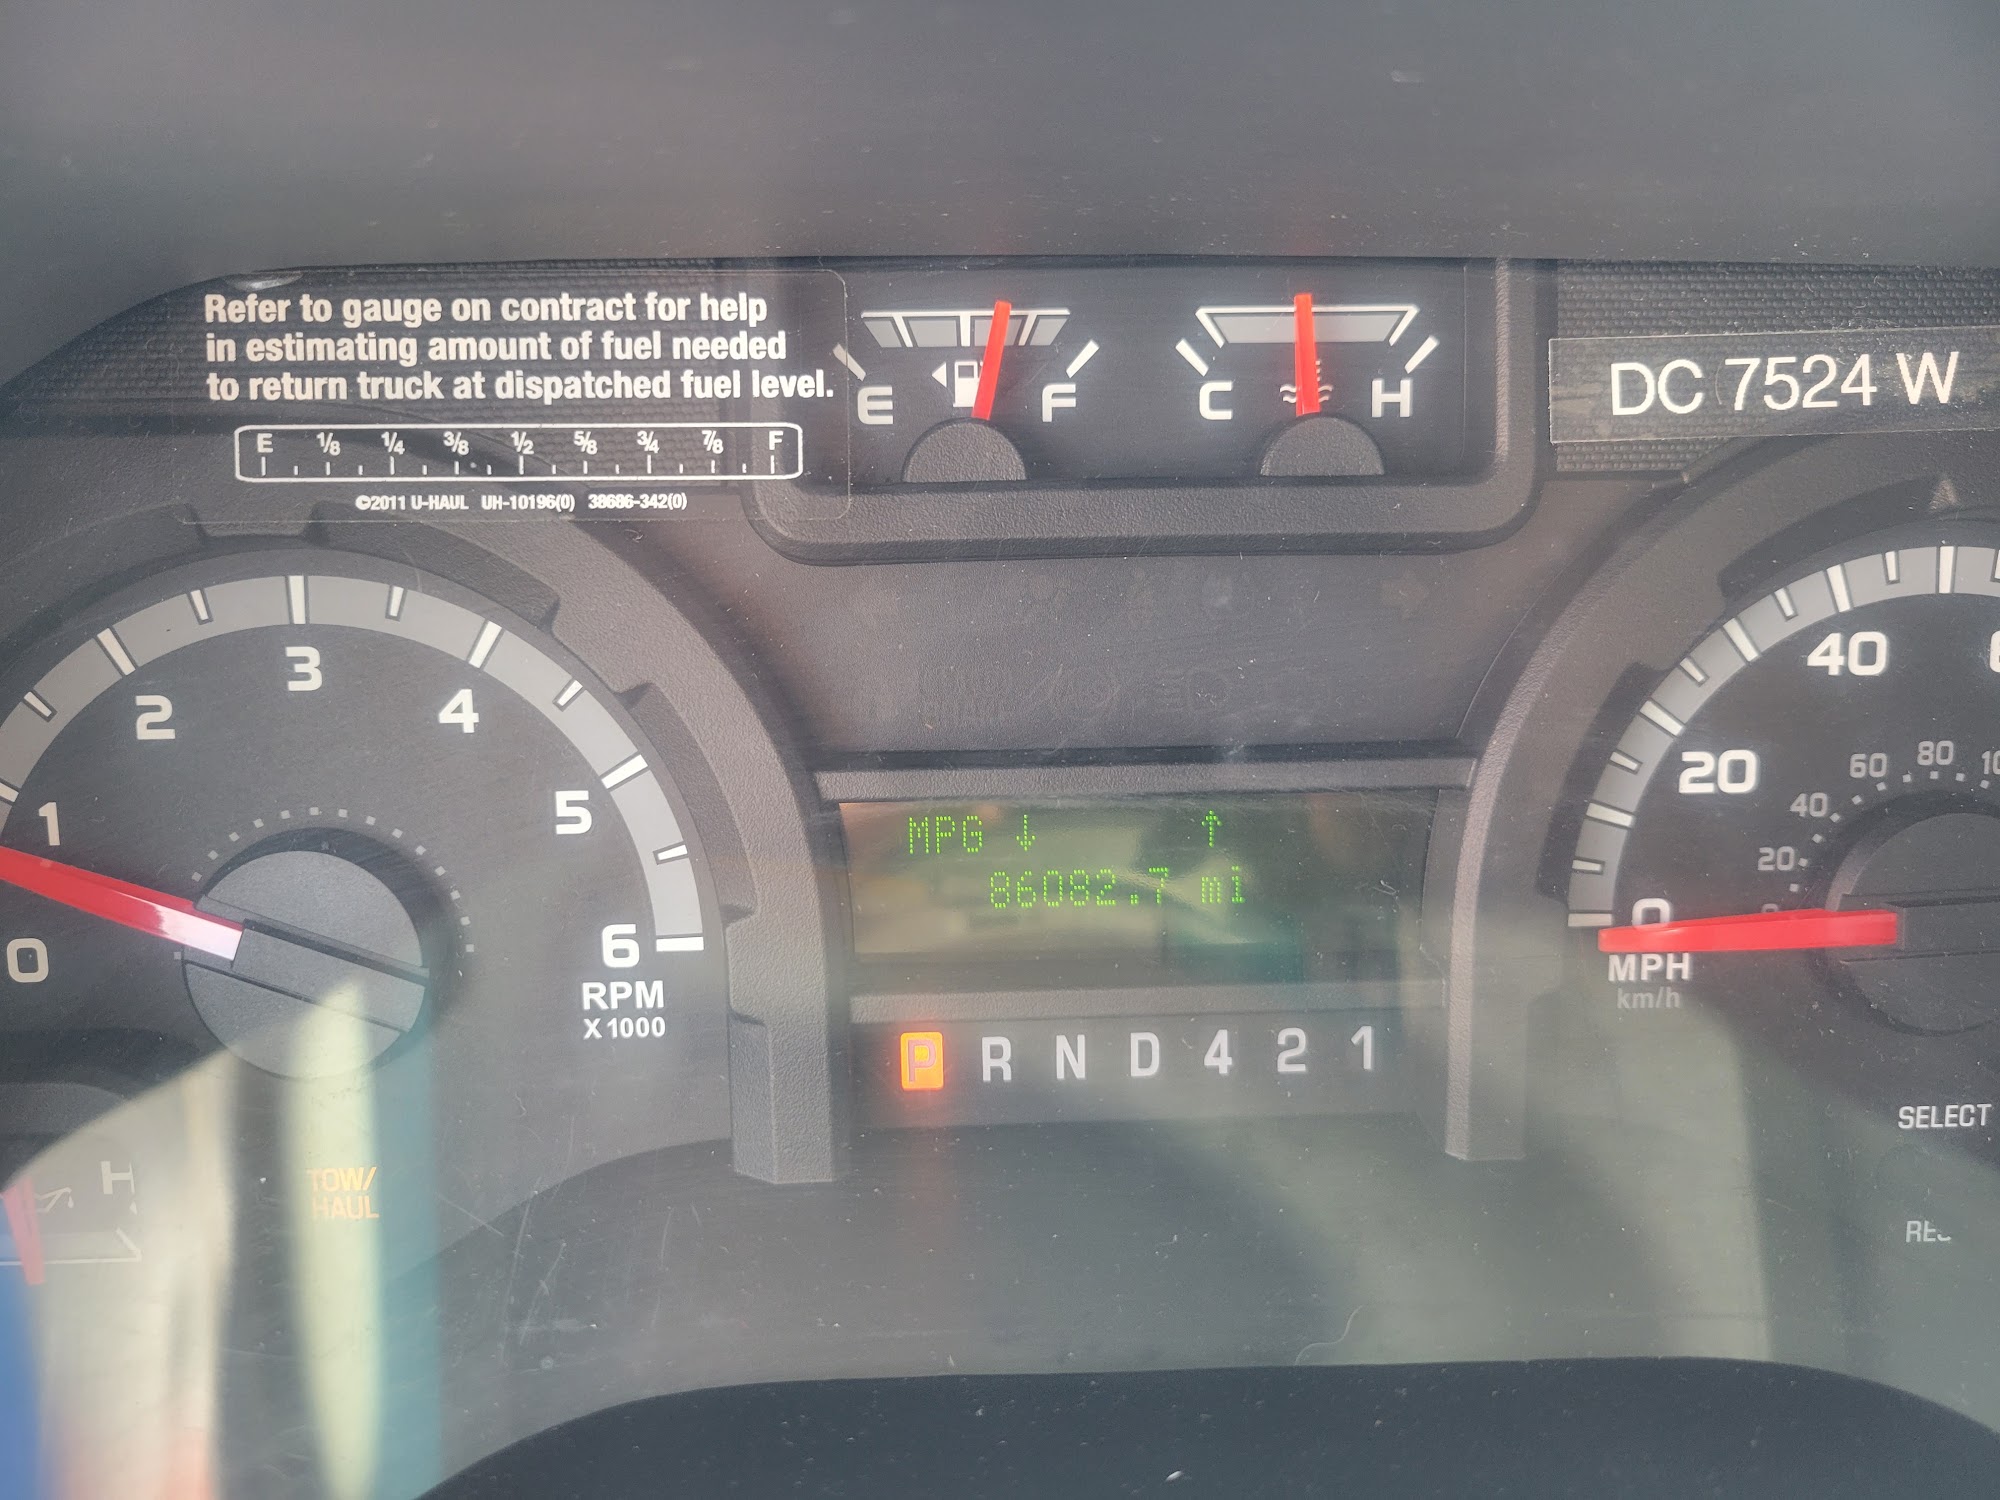 Refer to gauge on contract for help
in estimating amount of fuel needed
to return truck at dispatched fuel level.
E 1/8 1/4 3/8 1/2 5/8 3/4 7/8 F
©2011 U-HAUL UH-10196(0) 38686-342(0)
E F
C H
DC 7524 W
0 1 2 3 4 5 6
RPM
X1000
TOW/
HAUL
H
MPG ↓ ↑
86082.7 mi
P R N D 4 2 1
0 20 40
20 40 60 80
MPH
km/h
SELECT